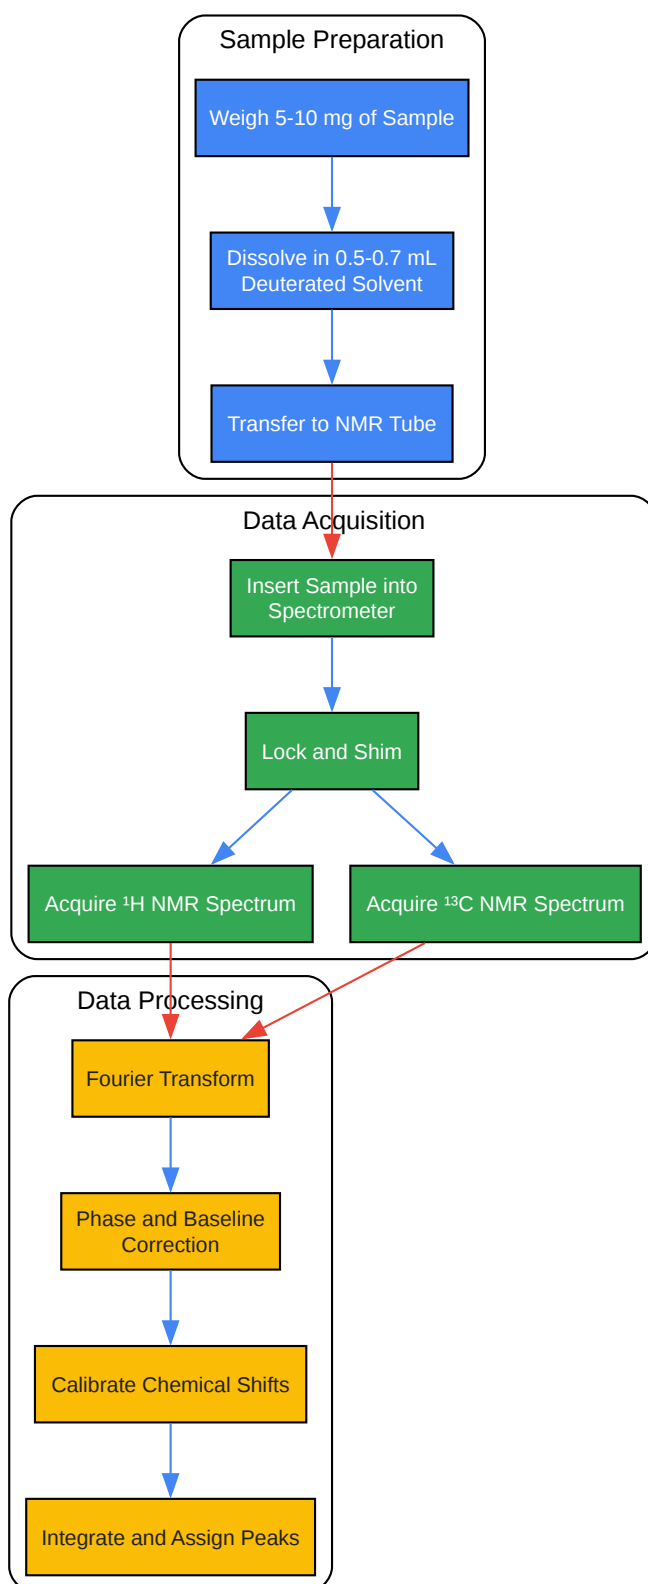 Sample Preparation
Weigh 5-10 mg of Sample
Dissolve in 0.5-0.7 mL
Deuterated Solvent
Transfer to NMR Tube
Data Acquisition
Insert Sample into
Spectrometer
Lock and Shim
Acquire ¹H NMR Spectrum
Acquire ¹³C NMR Spectrum
Data Processing
Fourier Transform
Phase and Baseline
Correction
Calibrate Chemical Shifts
Integrate and Assign Peaks